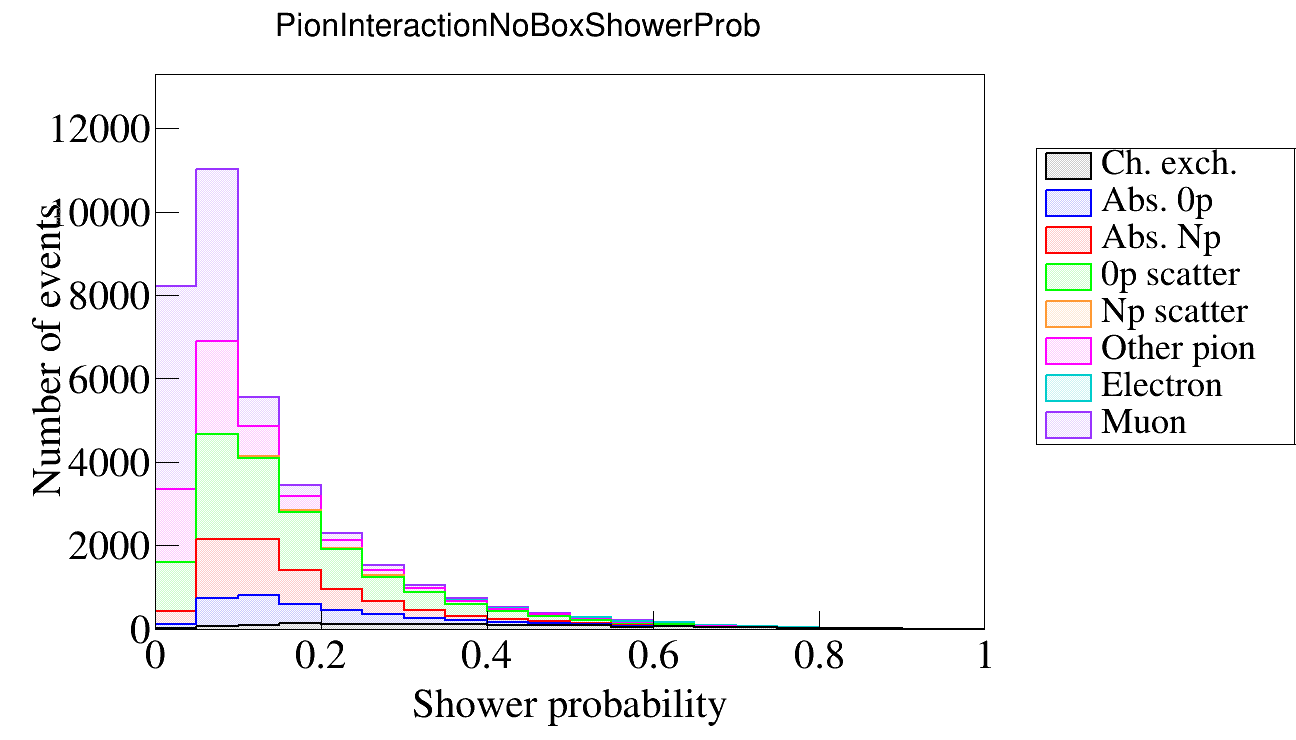 PionInteractionNoBoxShowerProb
Number of events
12000
10000
8000
6000
4000
2000
0
0 0.2 0.4 0.6 0.8 1
Shower probability
Ch. exch.
Abs. 0p
Abs. Np
0p scatter
Np scatter
Other pion
Electron
Muon